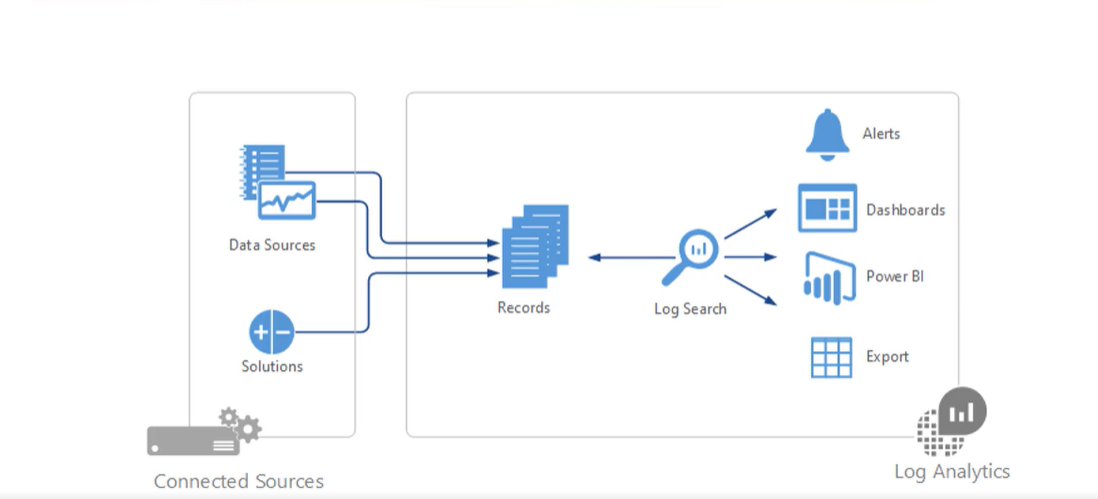 Alerts
Dashboards
Data Sources
Power BI
Records
Log Search
Export
Solutions
Connected Sources
Log Analytics